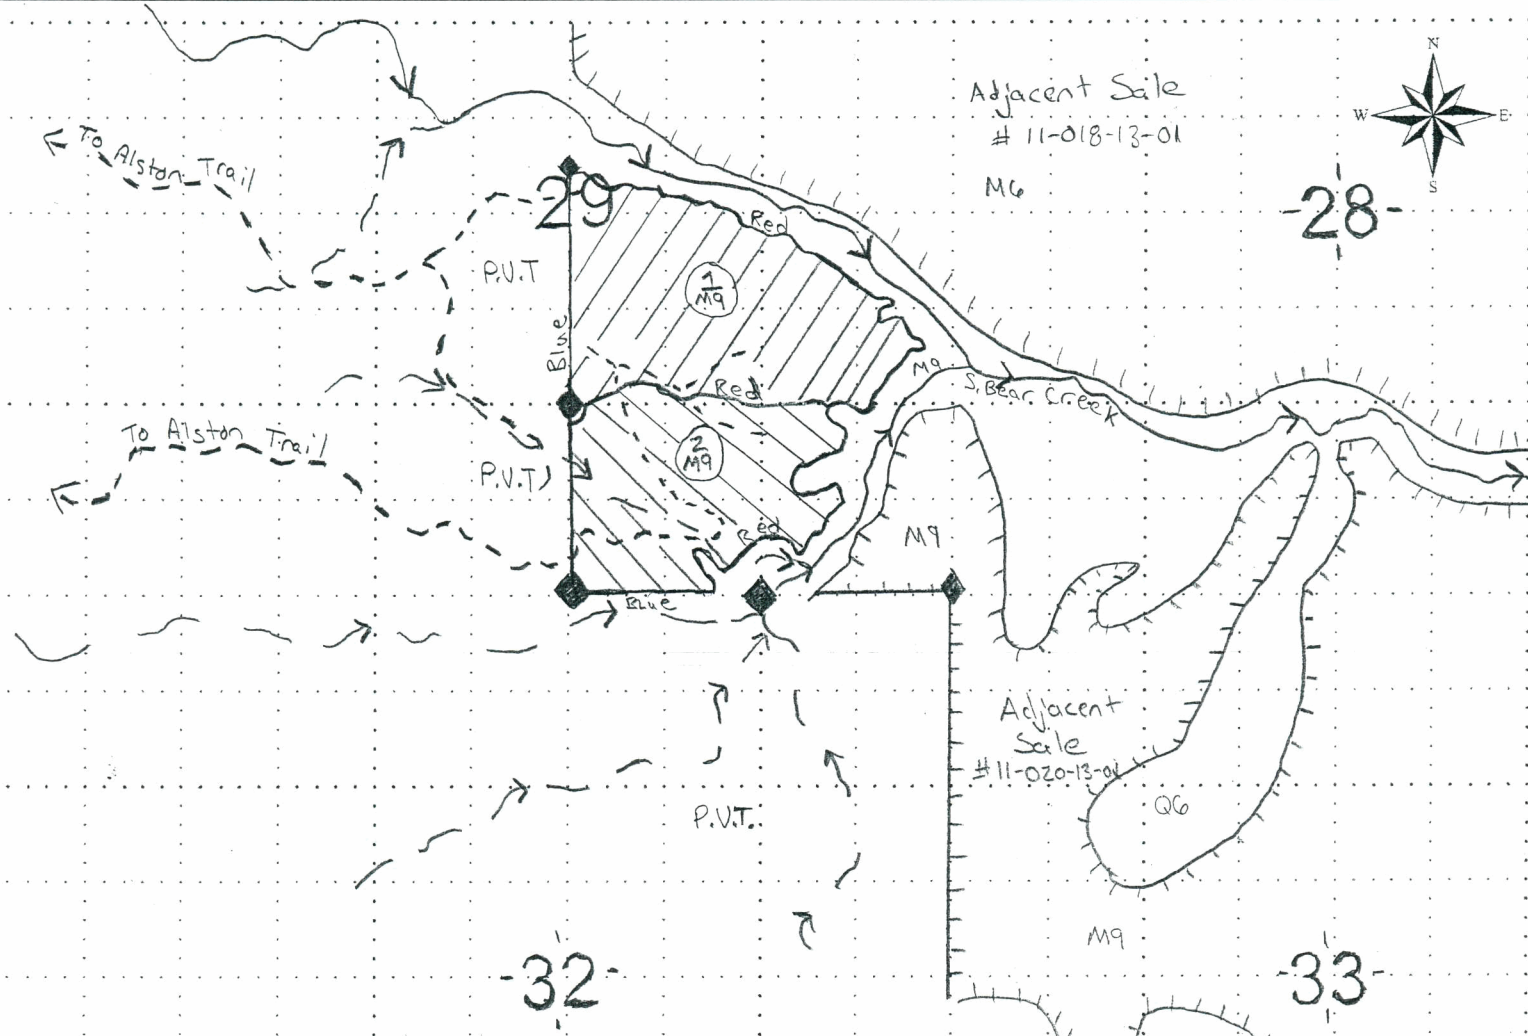 N
W E
S
Adjacent Sale
# 11-018-13-01
M6
To Alston Trail
29
-28-
Red
P.V.T
1
M9
Blue
M9
Red
S. Bear Creek
To Alston Trail
2
M9
P.V.T
Red
M9
Blue
Adjacent
Sale
#11-020-13-01
Q6
P.V.T.
M9
-32-
-33-